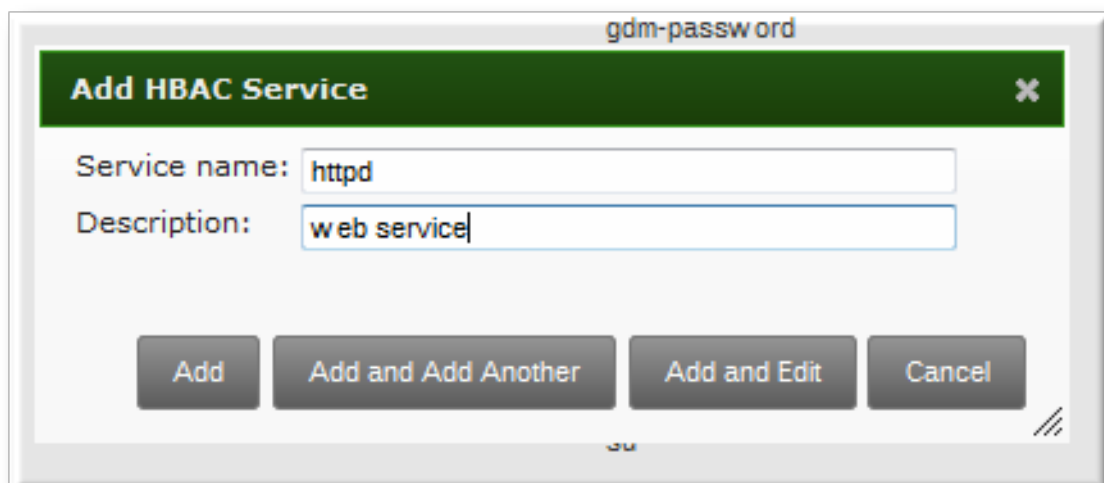 gdm-password
Add HBAC Service
Service name: httpd
Description: web service
Add Add and Add Another Add and Edit Cancel
su